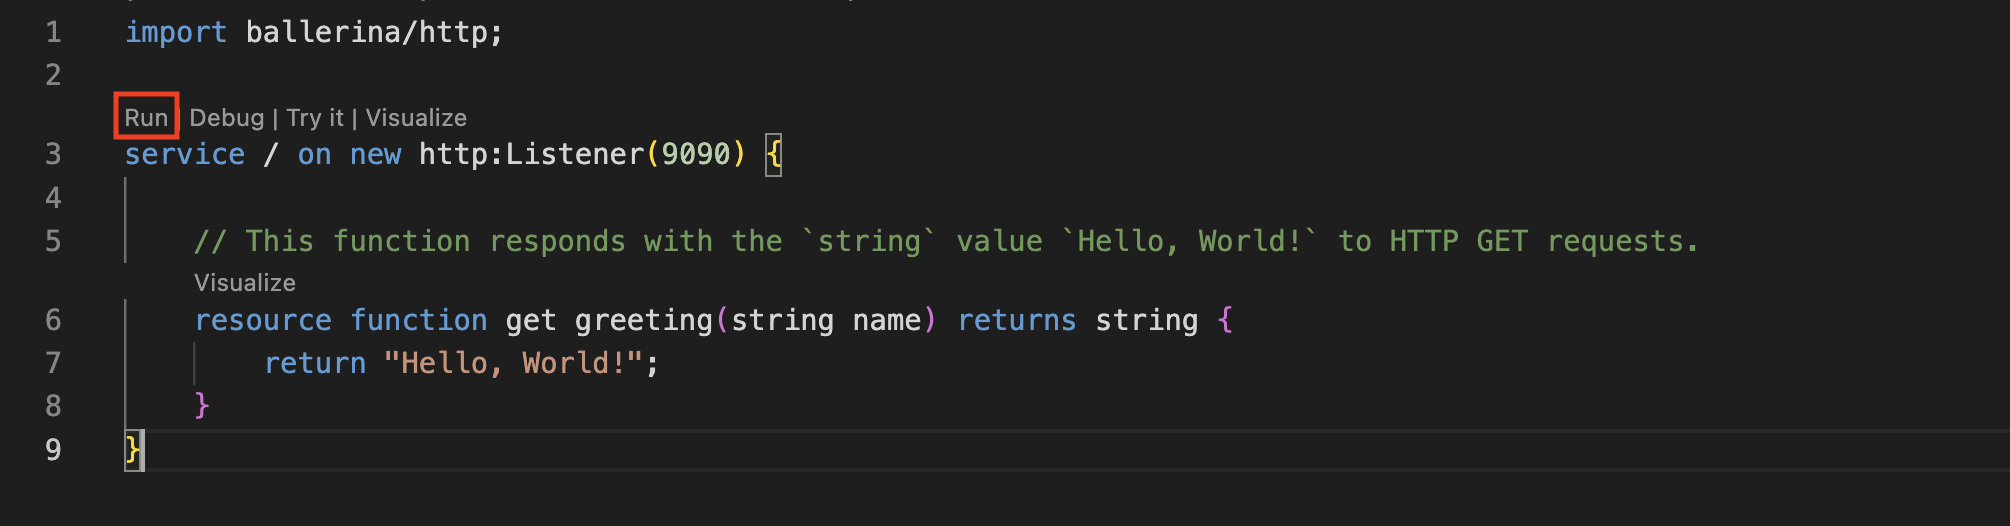 1 import ballerina/http;
2
Run | Debug | Try it | Visualize
3 service / on new http:Listener(9090) {
4
5 // This function responds with the `string` value `Hello, World!` to HTTP GET requests.
Visualize
6 resource function get greeting(string name) returns string {
7 return "Hello, World!";
8 }
9 }